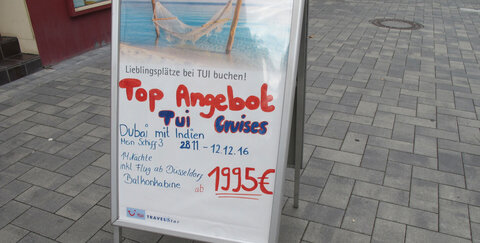 Lieblingsplätze bei TUI buchen!
Top Angebot
Tui Cruises
Dubai mit Indien
Mein Schiff 3 28.11 - 12.12.16
14 Nächte
inkl. Flug ab Düsseldorf
Balkonkabine ab 1995€
TUI TRAVELStar